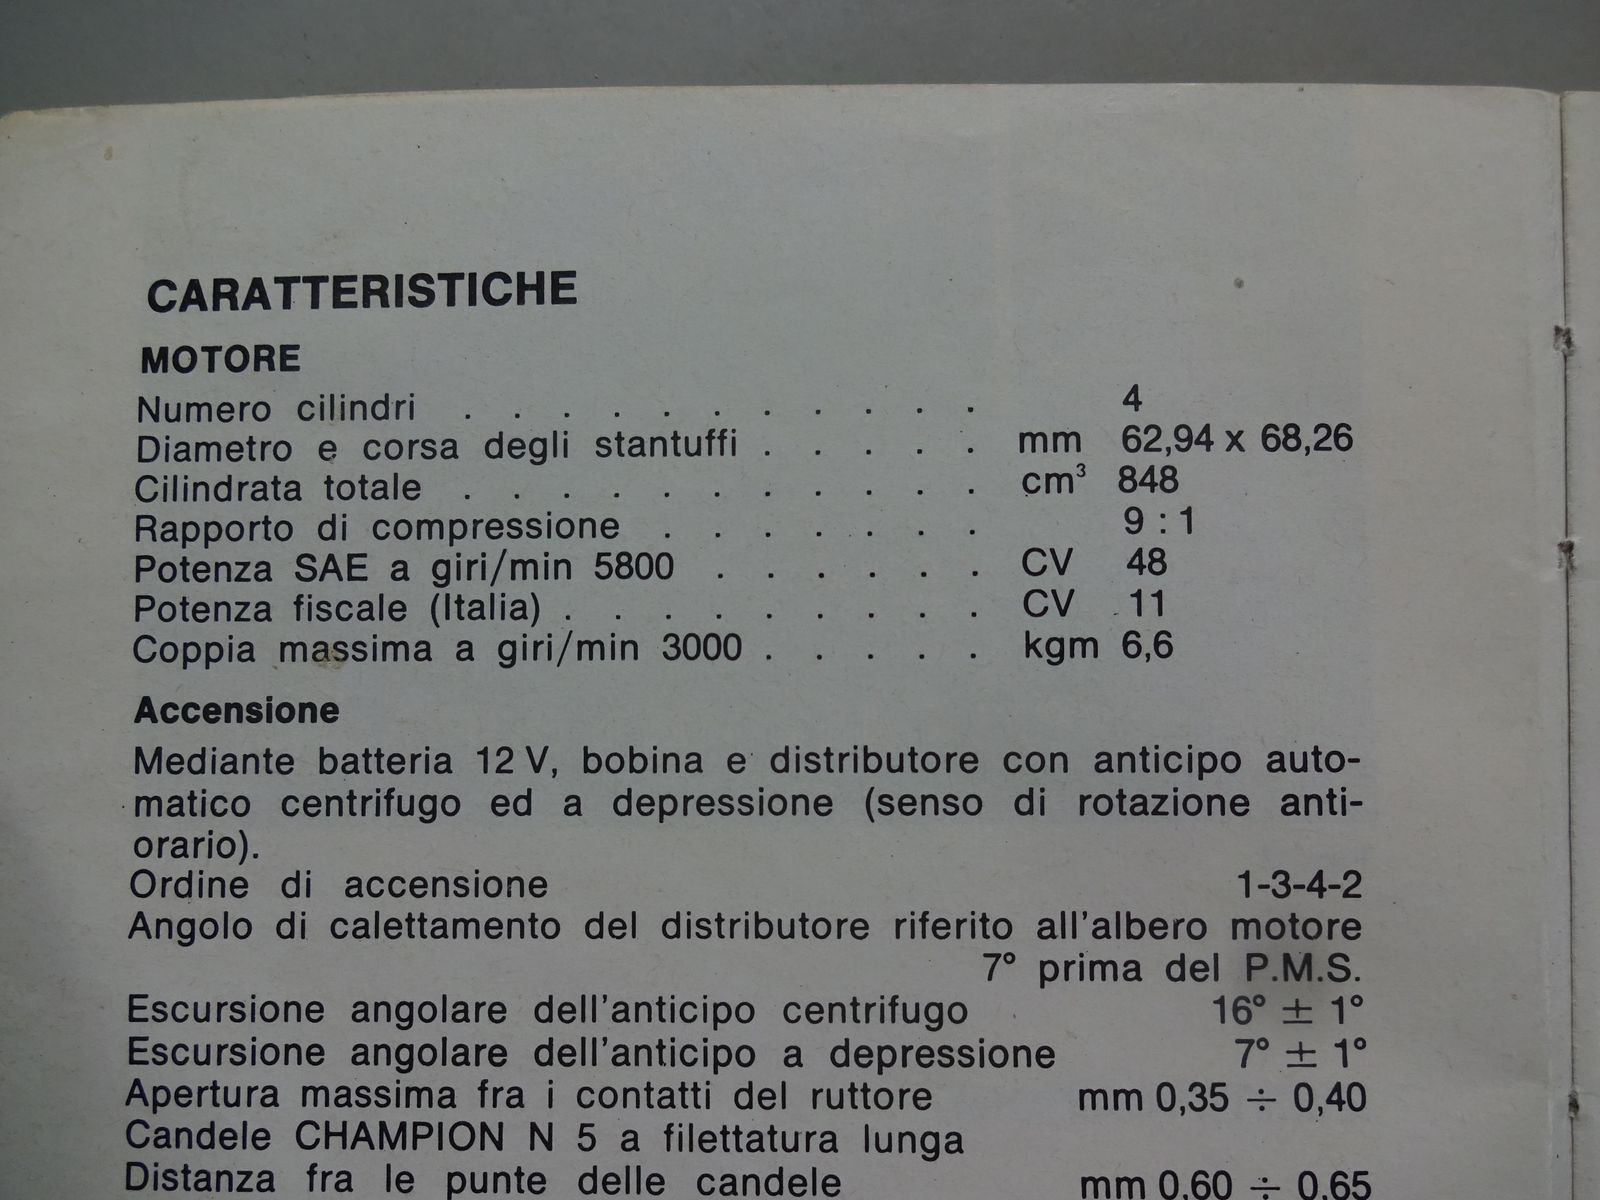 CARATTERISTICHE
MOTORE
Numero cilindri . . . . . . . . . . . 4
Diametro e corsa degli stantuffi . . . . . mm 62,94 x 68,26
Cilindrata totale . . . . . . . . . . . cm³ 848
Rapporto di compressione . . . . . . . 9 : 1
Potenza SAE a giri/min 5800 . . . . . . CV 48
Potenza fiscale (Italia) . . . . . . . . . CV 11
Coppia massima a giri/min 3000 . . . . . kgm 6,6
Accensione
Mediante batteria 12 V, bobina e distributore con anticipo auto-
matico centrifugo ed a depressione (senso di rotazione anti-
orario).
Ordine di accensione 1-3-4-2
Angolo di calettamento del distributore riferito all'albero motore
7° prima del P.M.S.
Escursione angolare dell'anticipo centrifugo 16° ± 1°
Escursione angolare dell'anticipo a depressione 7° ± 1°
Apertura massima fra i contatti del ruttore mm 0,35 ÷ 0,40
Candele CHAMPION N 5 a filettatura lunga
Distanza fra le punte delle candele mm 0,60 ÷ 0,65